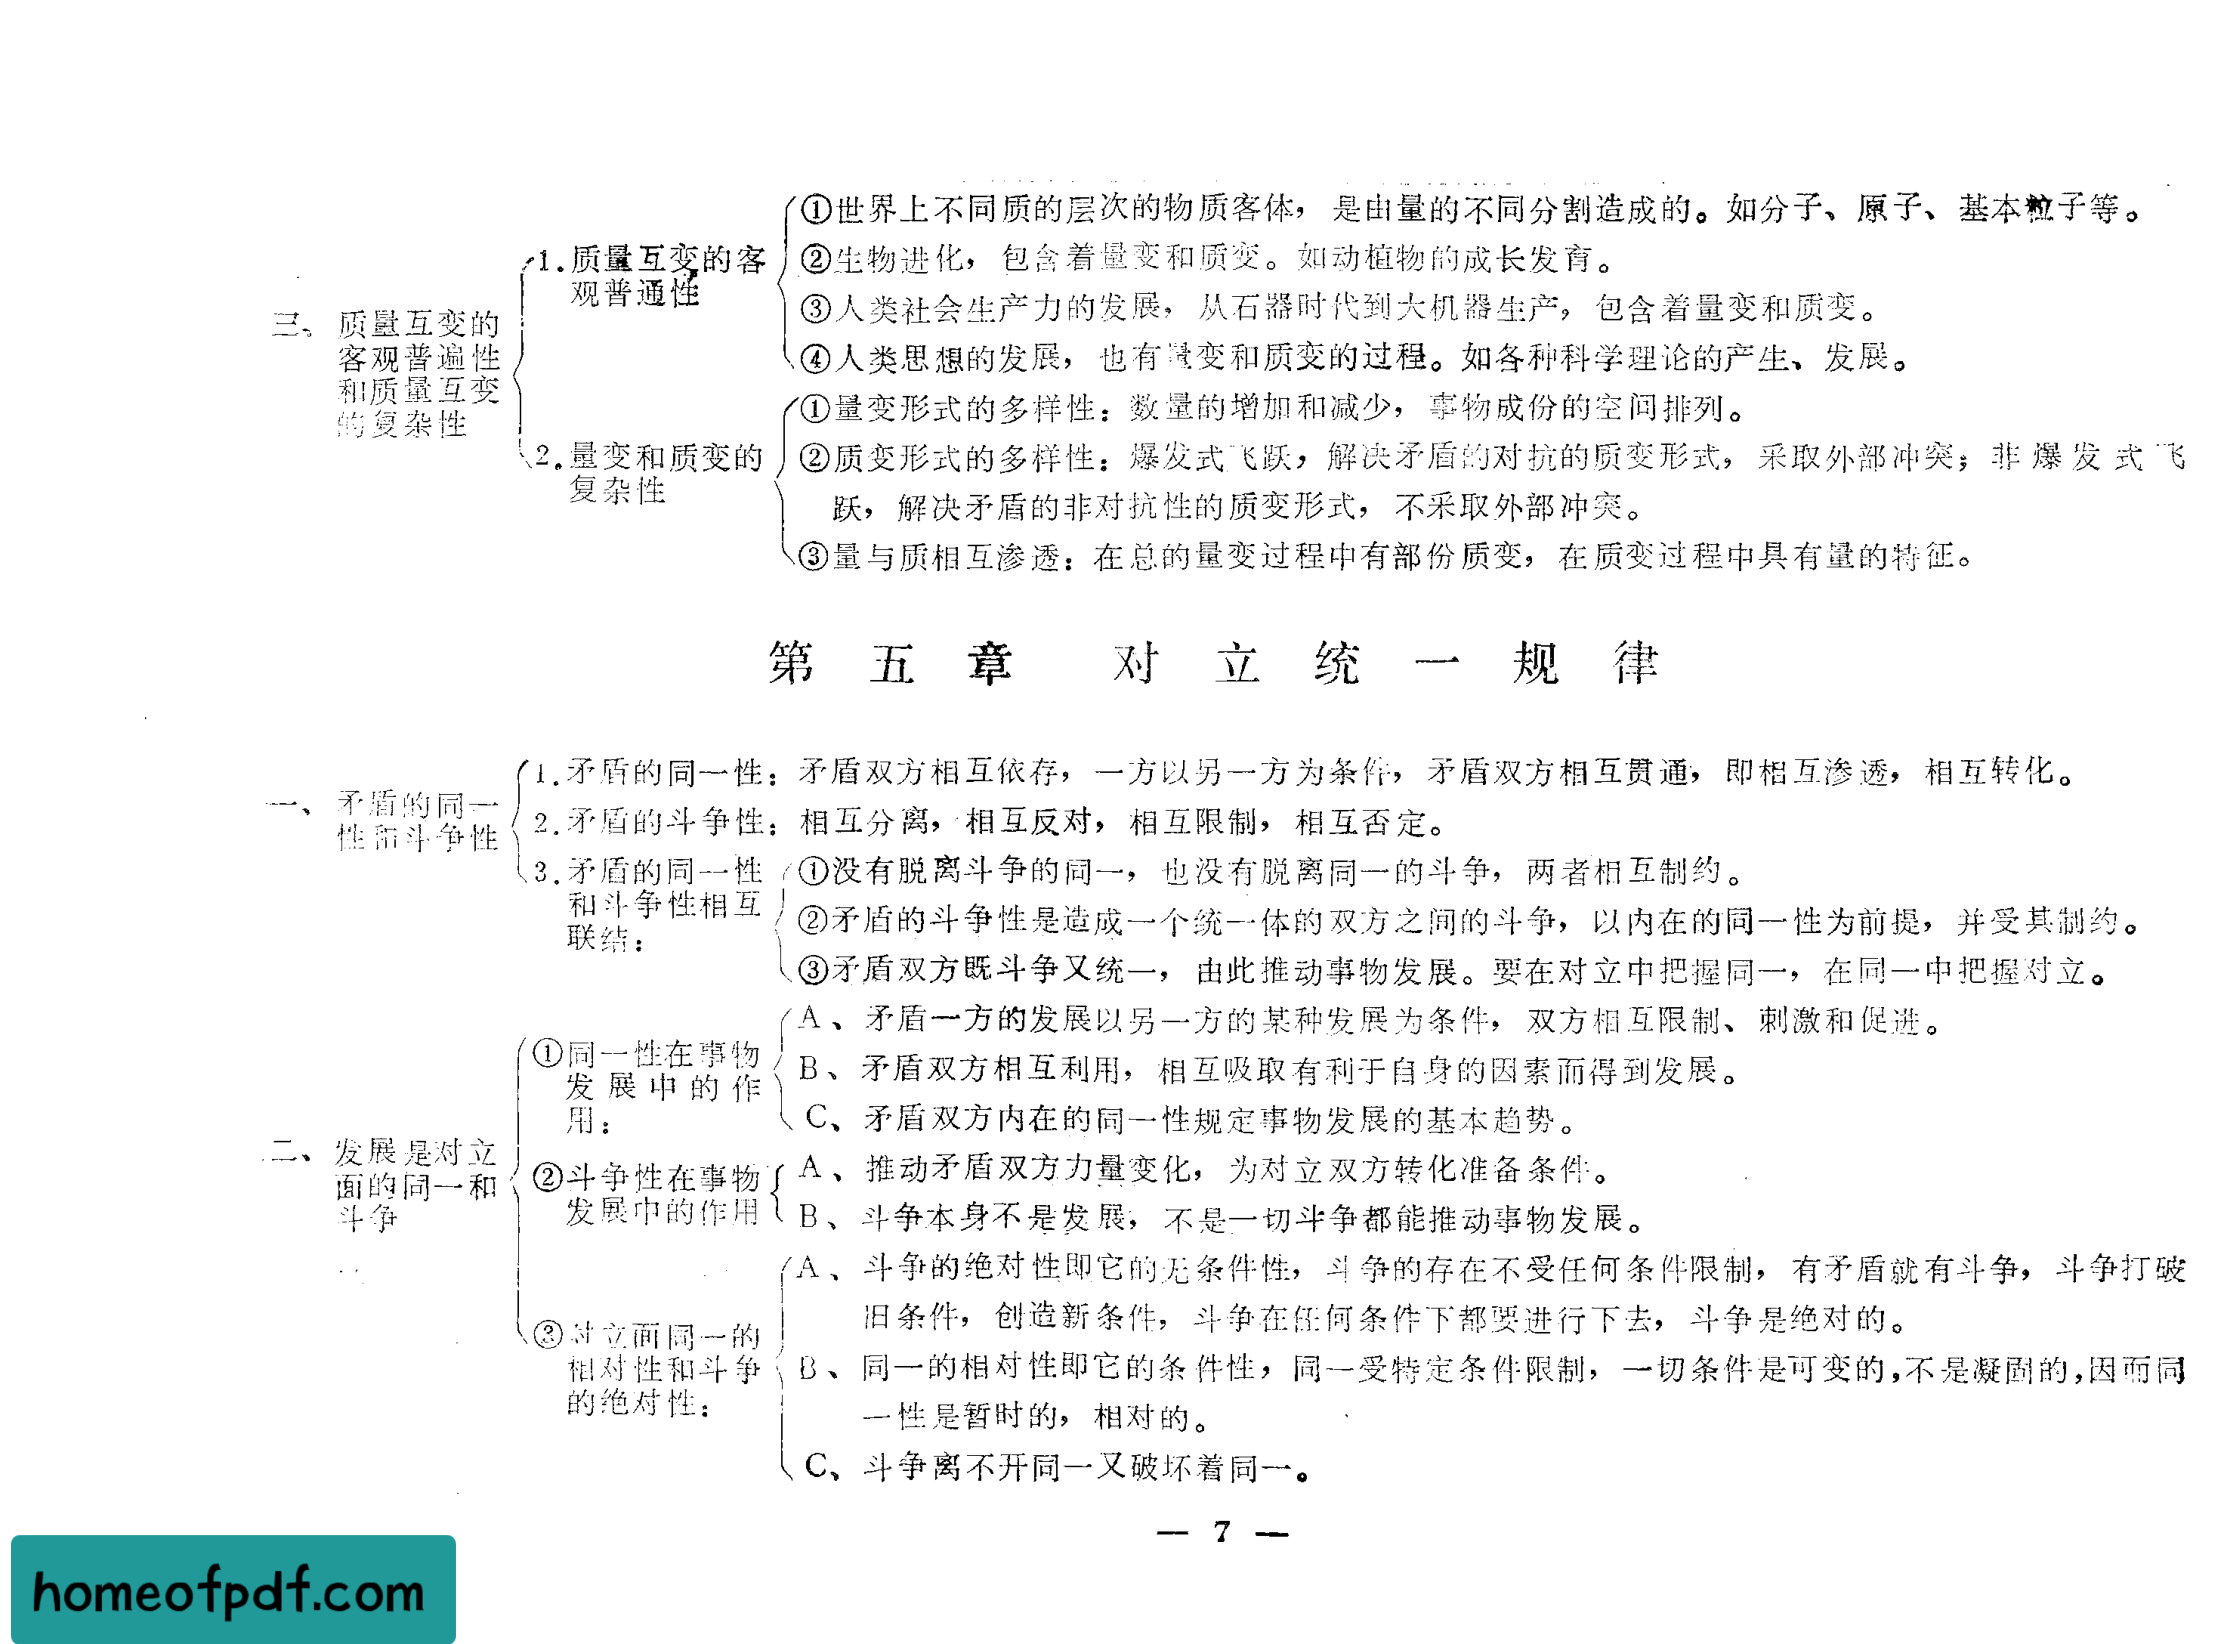 三、质量互变的
客观普遍性
和质量互变
的复杂性
1.质量互变的客
观普通性
①世界上不同质的层次的物质客体，是由量的不同分割造成的。如分子、原子、基本粒子等。
②生物进化，包含着量变和质变。如动植物的成长发育。
③人类社会生产力的发展，从石器时代到大机器生产，包含着量变和质变。
④人类思想的发展，也有量变和质变的过程。如各种科学理论的产生、发展。
2.量变和质变的
复杂性
①量变形式的多样性：数量的增加和减少，事物成份的空间排列。
②质变形式的多样性：爆发式飞跃，解决矛盾的对抗的质变形式，采取外部冲突；非爆发式飞
跃，解决矛盾的非对抗性的质变形式，不采取外部冲突。
③量与质相互渗透：在总的量变过程中有部份质变，在质变过程中具有量的特征。
第五章 对立统一规律
一、矛盾的同一
性和斗争性
1.矛盾的同一性：矛盾双方相互依存，一方以另一方为条件，矛盾双方相互贯通，即相互渗透，相互转化。
2.矛盾的斗争性：相互分离，相互反对，相互限制，相互否定。
3.矛盾的同一性
和斗争性相互
联结：
①没有脱离斗争的同一，也没有脱离同一的斗争，两者相互制约。
②矛盾的斗争性是造成一个统一体的双方之间的斗争，以内在的同一性为前提，并受其制约。
③矛盾双方既斗争又统一，由此推动事物发展。要在对立中把握同一，在同一中把握对立。
二、发展是对立
面的同一和
斗争
①同一性在事物
发展中的作
用：
A、矛盾一方的发展以另一方的某种发展为条件，双方相互限制、刺激和促进。
B、矛盾双方相互利用，相互吸取有利于自身的因素而得到发展。
C、矛盾双方内在的同一性规定事物发展的基本趋势。
②斗争性在事物
发展中的作用
A、推动矛盾双方力量变化，为对立双方转化准备条件。
B、斗争本身不是发展，不是一切斗争都能推动事物发展。
③对立面同一的
相对性和斗争
的绝对性：
A、斗争的绝对性即它的无条件性，斗争的存在不受任何条件限制，有矛盾就有斗争，斗争打破
旧条件，创造新条件，斗争在任何条件下都要进行下去，斗争是绝对的。
B、同一的相对性即它的条件性，同一受特定条件限制，一切条件是可变的，不是凝固的，因而同
一性是暂时的，相对的。
C、斗争离不开同一又破坏着同一。
— 7 —
homeofpdf.com